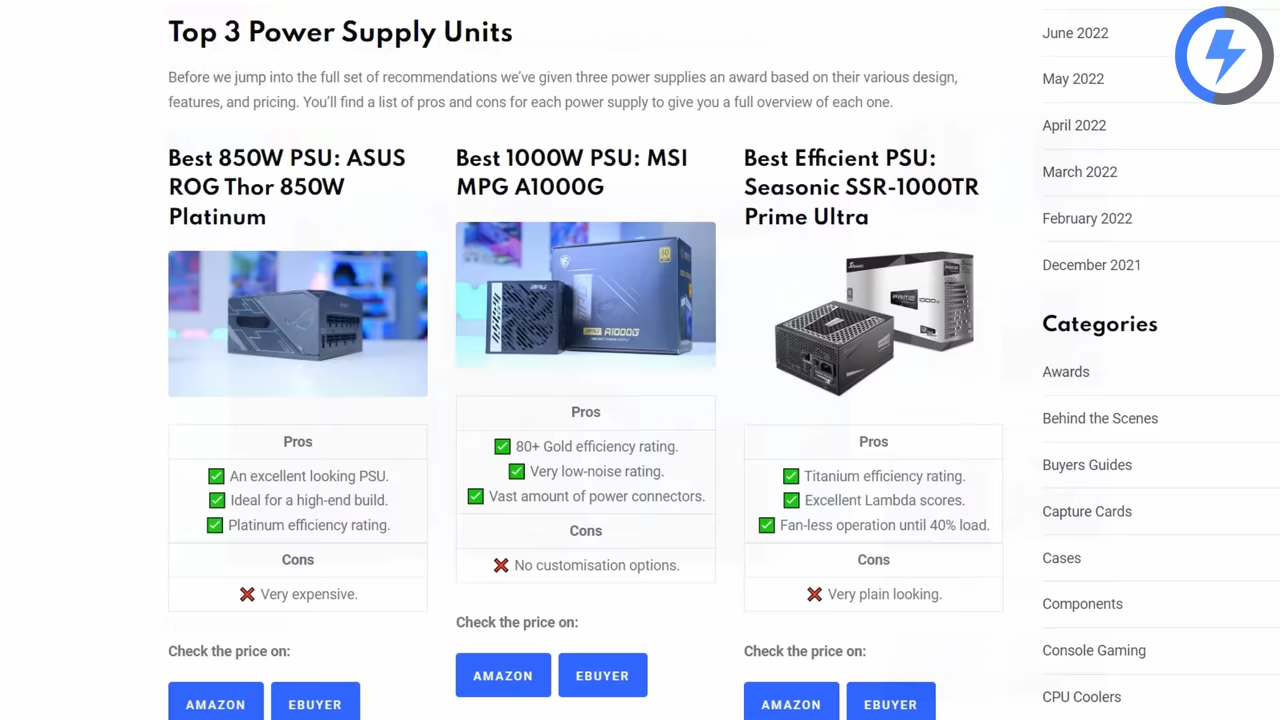 Top 3 Power Supply Units
Before we jump into the full set of recommendations we've given three power supplies an award based on their various design,
features, and pricing. You'll find a list of pros and cons for each power supply to give you a full overview of each one.
Best 850W PSU: ASUS
ROG Thor 850W
Platinum
Pros
✅ An excellent looking PSU.
✅ Ideal for a high-end build.
✅ Platinum efficiency rating.
Cons
❌ Very expensive.
Check the price on:
AMAZON
EBUYER
Best 1000W PSU: MSI
MPG A1000G
A1000G
Pros
✅ 80+ Gold efficiency rating.
✅ Very low-noise rating.
✅ Vast amount of power connectors.
Cons
❌ No customisation options.
Check the price on:
AMAZON
EBUYER
Best Efficient PSU:
Seasonic SSR-1000TR
Prime Ultra
PRIME
Pros
✅ Titanium efficiency rating.
✅ Excellent Lambda scores.
✅ Fan-less operation until 40% load.
Cons
❌ Very plain looking.
Check the price on:
AMAZON
EBUYER
June 2022
May 2022
April 2022
March 2022
February 2022
December 2021
Categories
Awards
Behind the Scenes
Buyers Guides
Capture Cards
Cases
Components
Console Gaming
CPU Coolers